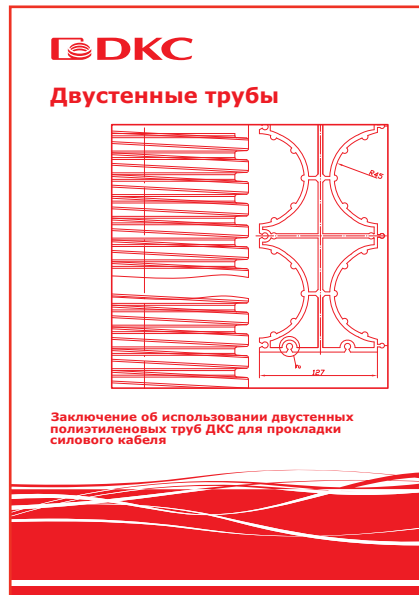 DKC
Двустенные трубы
R45
127
Заключение об использовании двустенных
полиэтиленовых труб ДКС для прокладки
силового кабеля